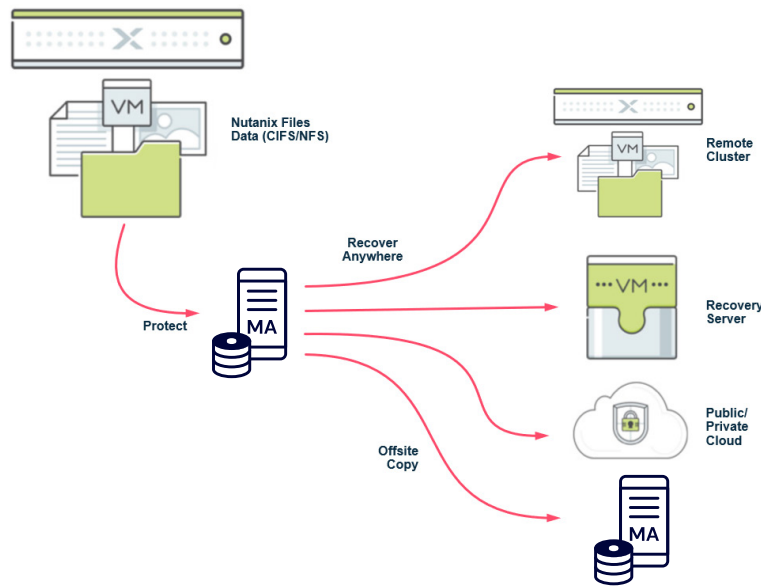 VM
Nutanix Files
Data (CIFS/NFS)
VM
Remote
Cluster
Recover
Anywhere
•••VM•••
Recovery
Server
Protect
MA
Public/
Private
Cloud
Offsite
Copy
MA